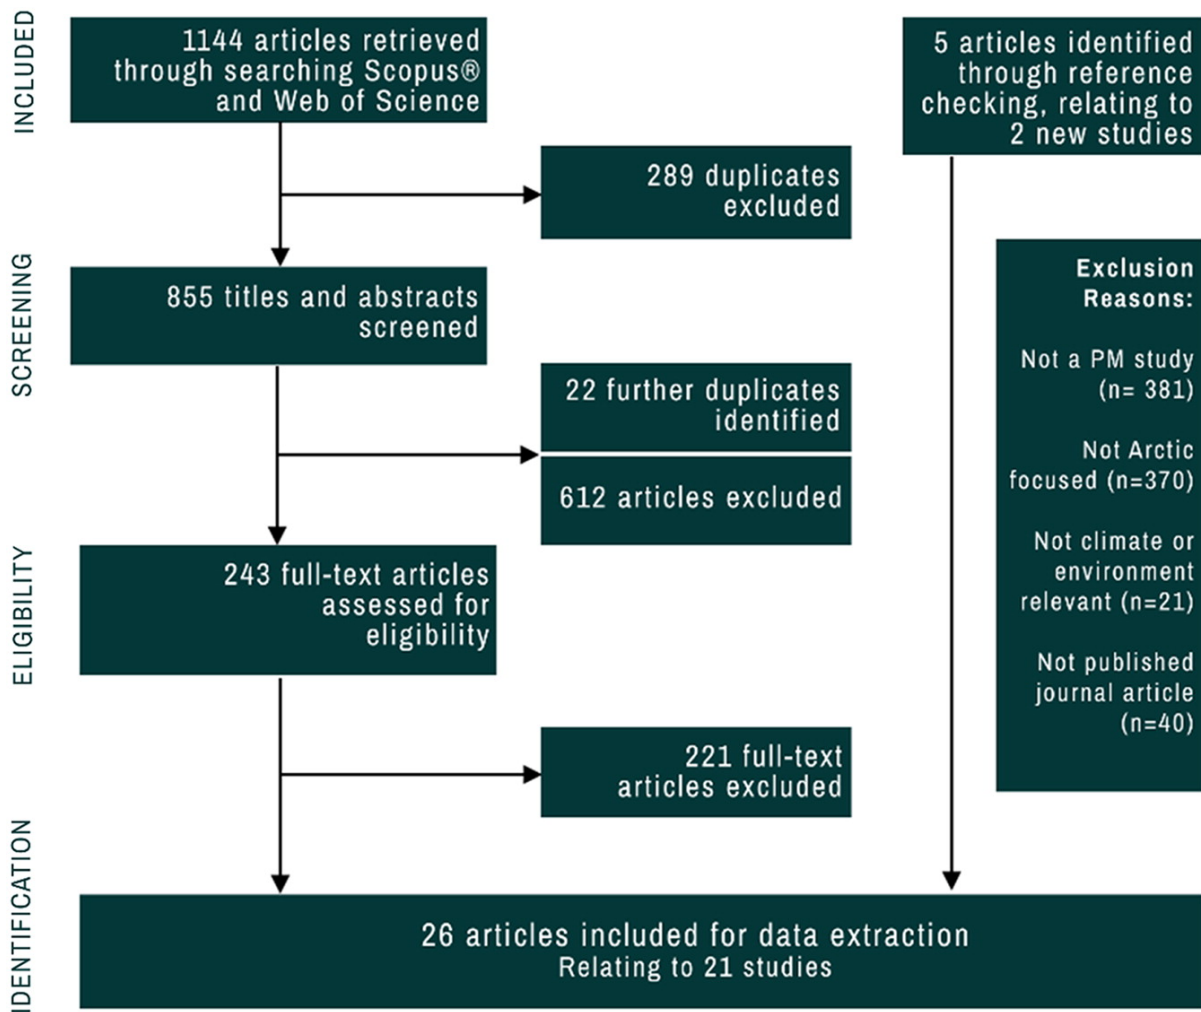 INCLUDED
1144 articles retrieved
through searching Scopus®
and Web of Science
5 articles identified
through reference
checking, relating to
2 new studies
289 duplicates
excluded
SCREENING
855 titles and abstracts
screened
22 further duplicates
identified
612 articles excluded
Exclusion
Reasons:
Not a PM study
(n= 381)
Not Arctic
focused (n=370)
Not climate or
environment
relevant (n=21)
Not published
journal article
(n=40)
ELIGIBILITY
243 full-text articles
assessed for
eligibility
221 full-text
articles excluded
IDENTIFICATION
26 articles included for data extraction
Relating to 21 studies